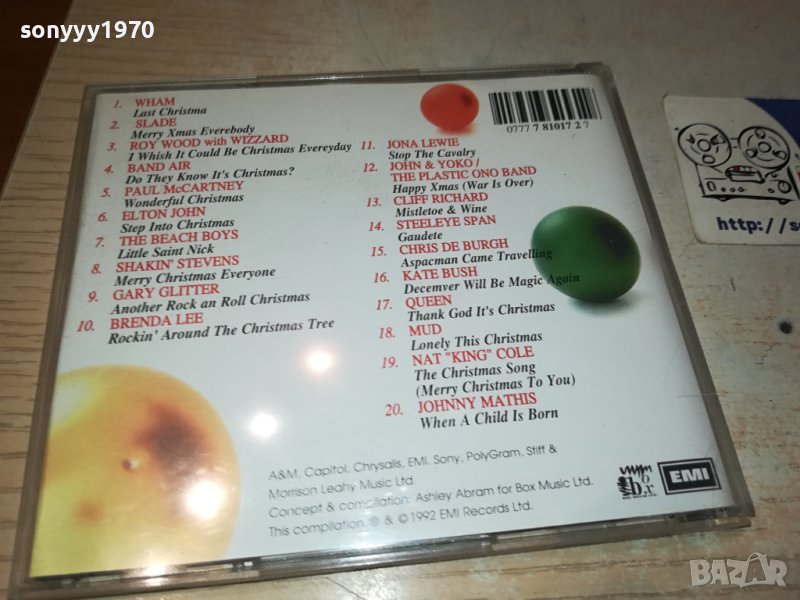 sonyyy1970
1. WHAM
Last Christma
2. SLADE
Merry Xmas Everebody
3. ROY WOOD with WIZZARD
I Whish It Could Be Christmas Evereyday
4. BAND AIR
Do They Know It's Christmas?
5. PAUL McCARTNEY
Wonderful Christmas
6. ELTON JOHN
Step Into Christmas
7. THE BEACH BOYS
Little Saint Nick
8. SHAKIN' STEVENS
Merry Christmas Everyone
9. GARY GLITTER
Another Rock an Roll Christmas
10. BRENDA LEE
Rockin' Around The Christmas Tree
0777 7 81017 2 7
11. JONA LEWIE
Stop The Cavalry
12. JOHN & YOKO /
THE PLASTIC ONO BAND
Happy Xmas (War Is Over)
13. CLIFF RICHARD
Mistletoe & Wine
14. STEELEYE SPAN
Gaudete
15. CHRIS DE BURGH
Aspacman Came Travelling
16. KATE BUSH
Decemver Will Be Magic Again
17. QUEEN
Thank God It's Christmas
18. MUD
Lonely This Christmas
19. NAT "KING" COLE
The Christmas Song
(Merry Christmas To You)
20. JOHNNY MATHIS
When A Child Is Born
A&M, Capitol, Chrysalis, EMI, Sony, PolyGram, Stiff &
Morrison Leahy Music Ltd.
Concept & compilation: Ashley Abram for Box Music Ltd.
This compilation ℗ & © 1992 EMI Records Ltd.
EMI
http://s
BAZAR